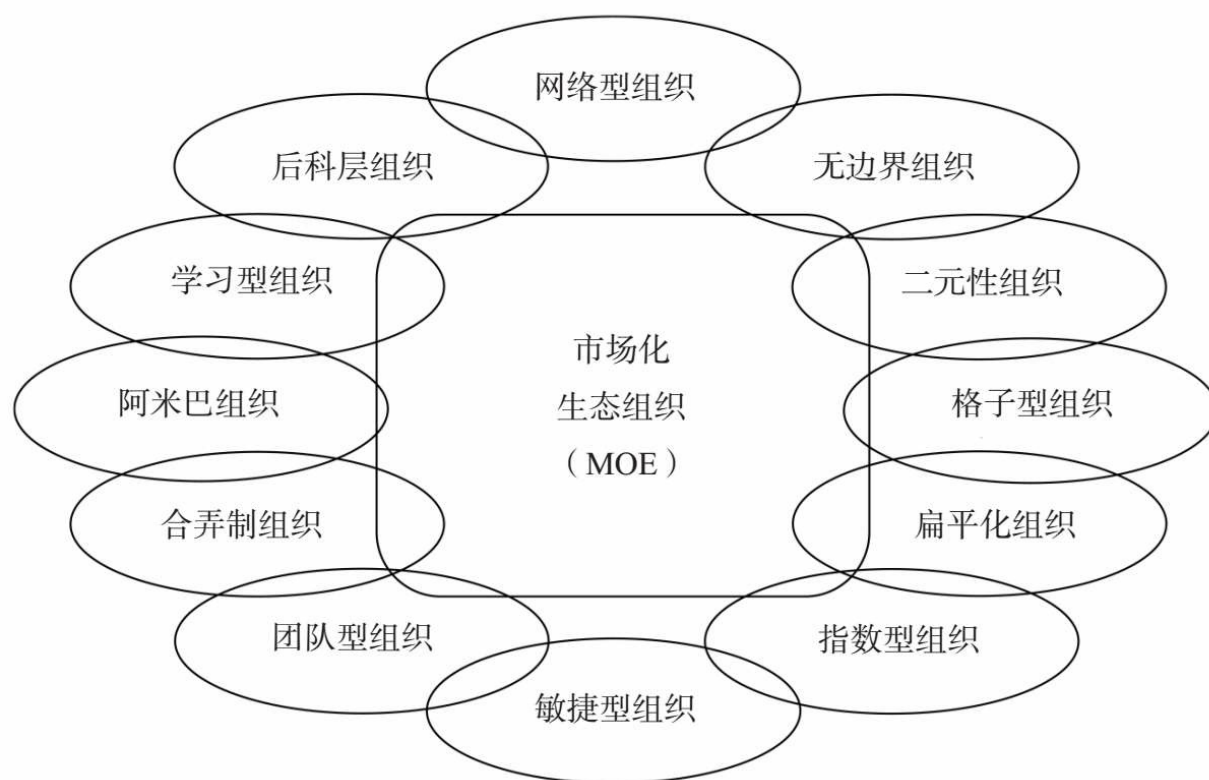 网络型组织
后科层组织
无边界组织
学习型组织
二元性组织
市场化
生态组织
（MOE）
阿米巴组织
格子型组织
合弄制组织
扁平化组织
团队型组织
指数型组织
敏捷型组织